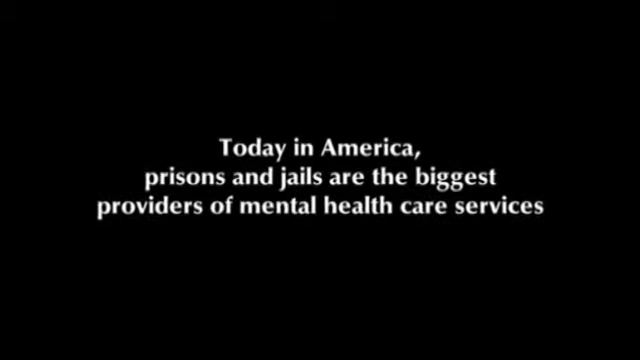 Today in America,
prisons and jails are the biggest
providers of mental health care services